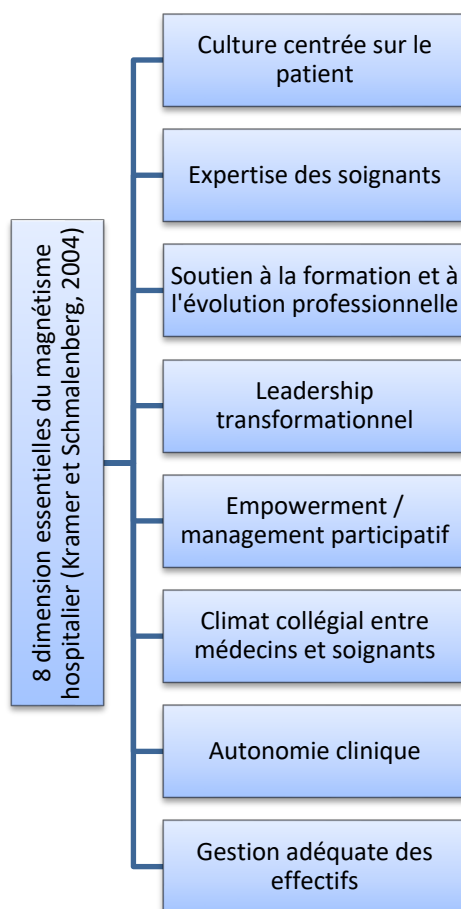 8 dimension essentielles du magnétisme
hospitalier (Kramer et Schmalenberg, 2004)
Culture centrée sur le
patient
Expertise des soignants
Soutien à la formation et à
l'évolution professionnelle
Leadership
transformationnel
Empowerment /
management participatif
Climat collégial entre
médecins et soignants
Autonomie clinique
Gestion adéquate des
effectifs